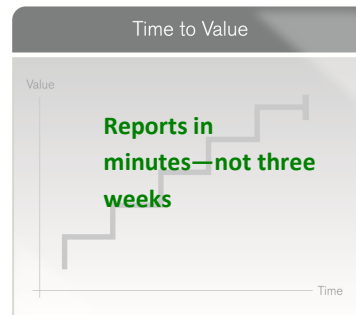 Time to Value
Value
Reports in
minutes—not three
weeks
Time